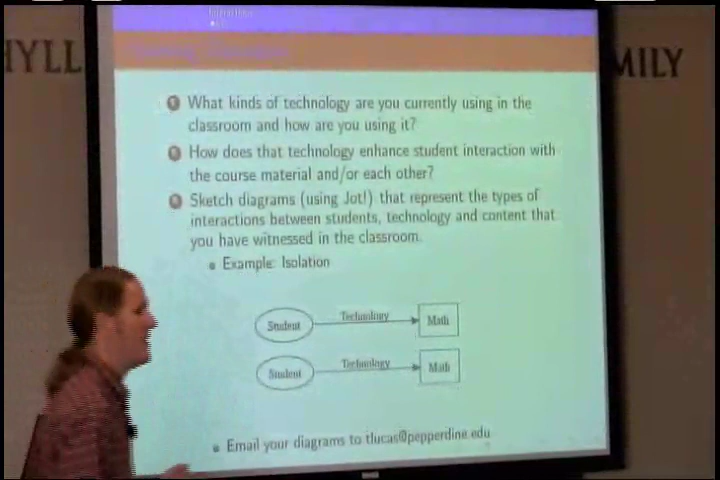 Interactions
HYLL
MILY
What kinds of technology are you currently using in the
classroom and how are you using it?
How does that technology enhance student interaction with
the course material and/or each other?
Sketch diagrams (using Jot!) that represent the types of
interactions between students, technology and content that
you have witnessed in the classroom.
Example: Isolation
Student Technology Math
Student Technology Math
Email your diagrams to tlucas@pepperdine.edu